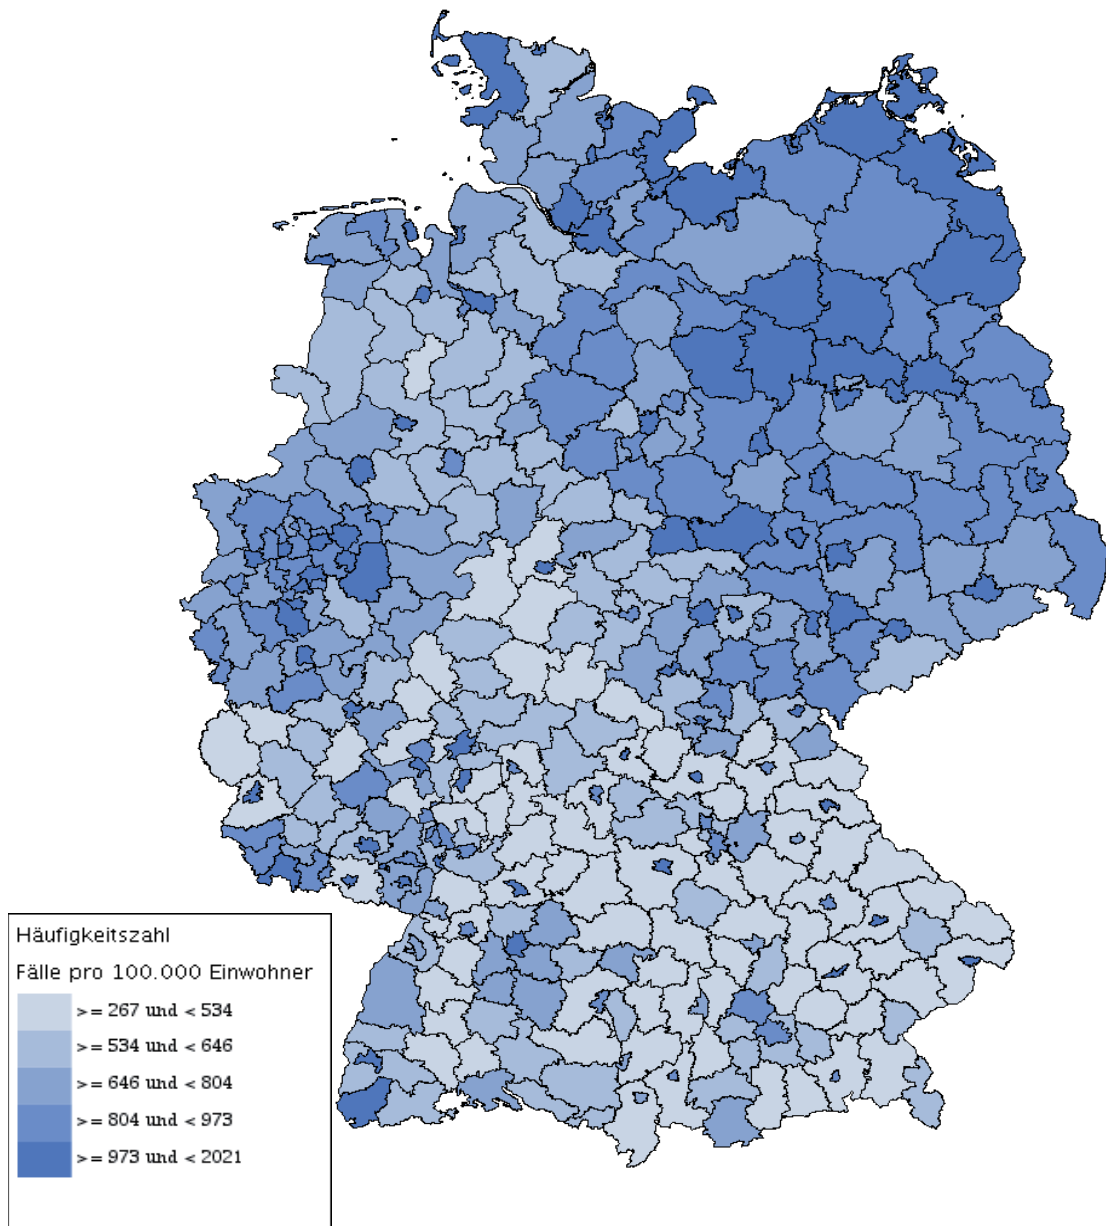 Häufigkeitszahl
Fälle pro 100.000 Einwohner
>= 267 und < 534
>= 534 und < 646
>= 646 und < 804
>= 804 und < 973
>= 973 und < 2021